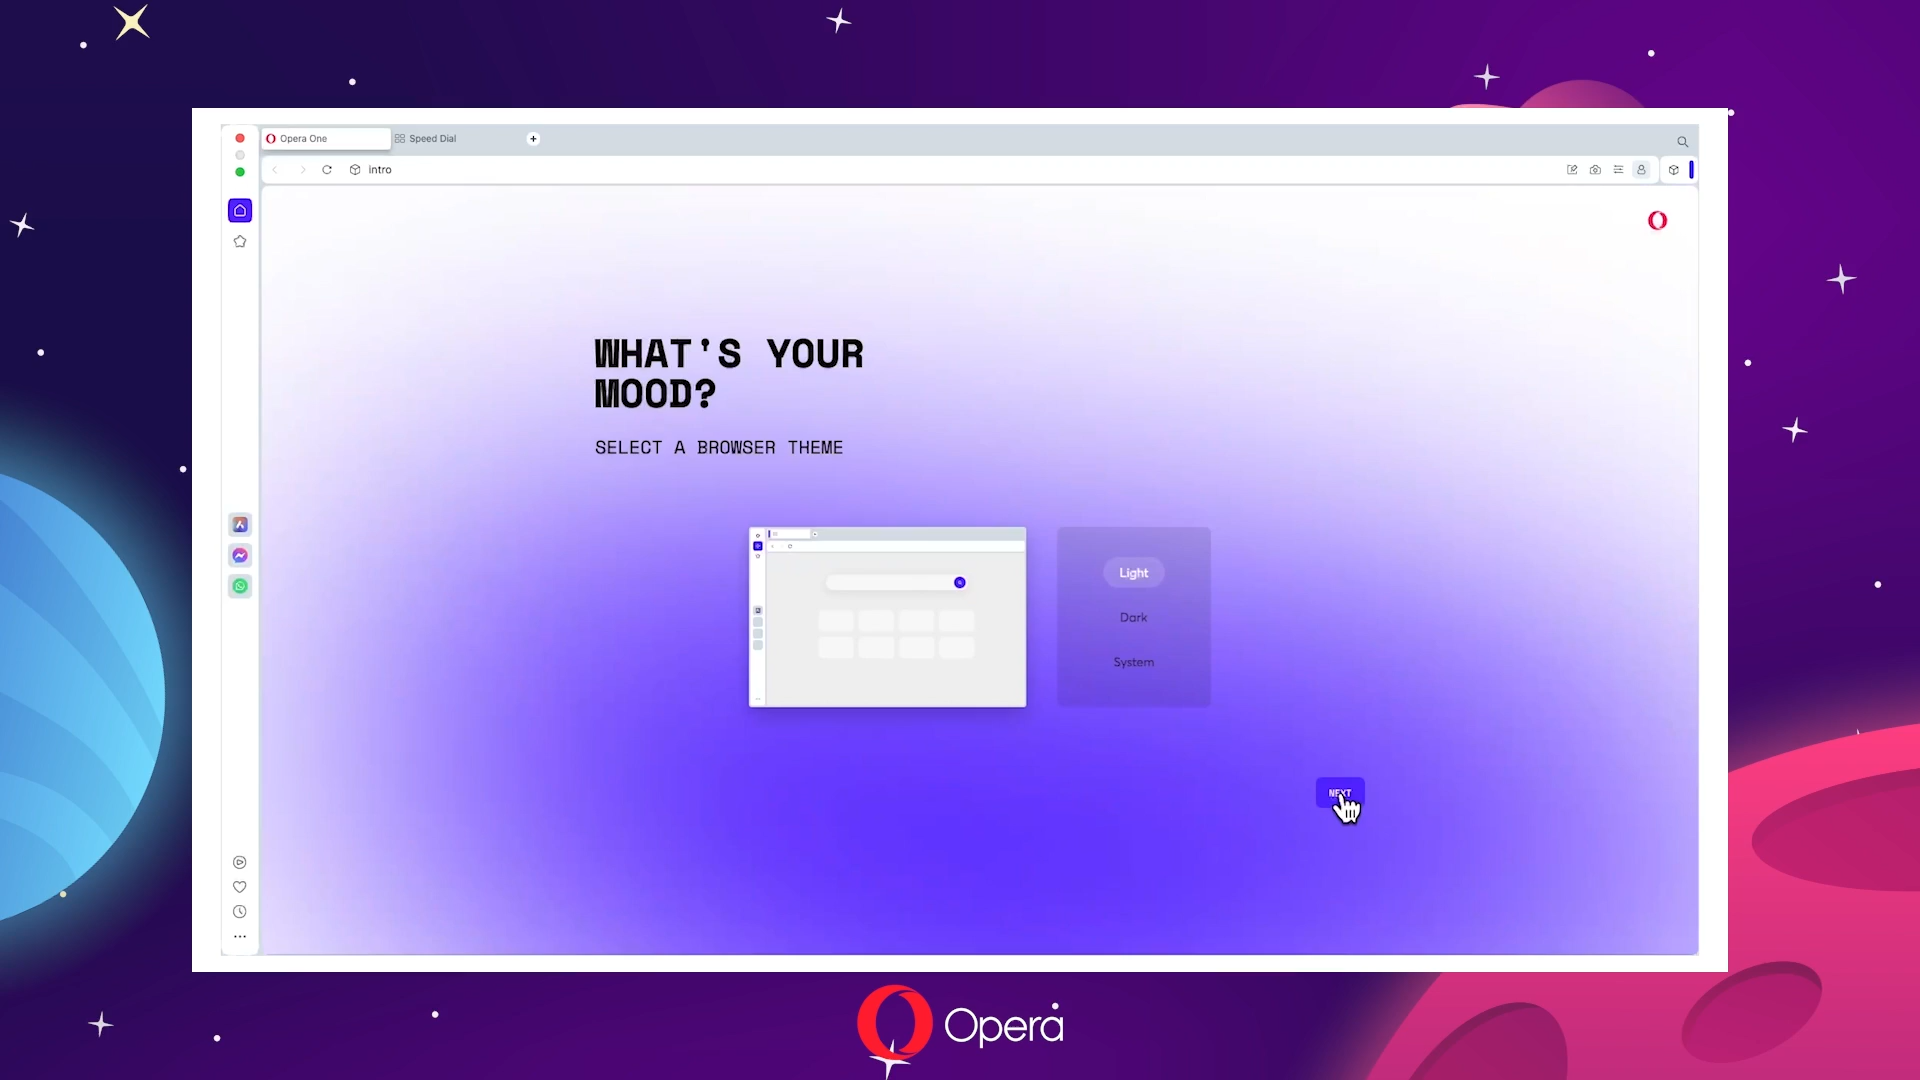 Opera One
Speed Dial
intro
WHAT'S YOUR
MOOD?
SELECT A BROWSER THEME
Light
Dark
System
NEXT
Opera